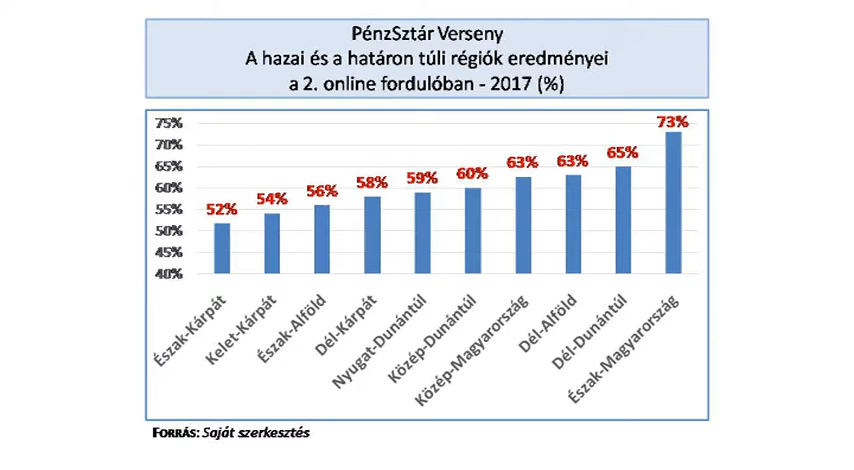 PénzSztár Verseny
A hazai és a határon túli régiók eredményei
a 2. online fordulóban - 2017 (%)
75%
70%
65%
60%
55%
50%
45%
40%
52%
54%
56%
58%
59%
60%
63%
63%
65%
73%
Észak-Kárpát
Kelet-Kárpát
Észak-Alföld
Dél-Kárpát
Nyugat-Dunántúl
Közép-Dunántúl
Közép-Magyarország
Dél-Alföld
Dél-Dunántúl
Észak-Magyarország
FORRÁS: Saját szerkesztés